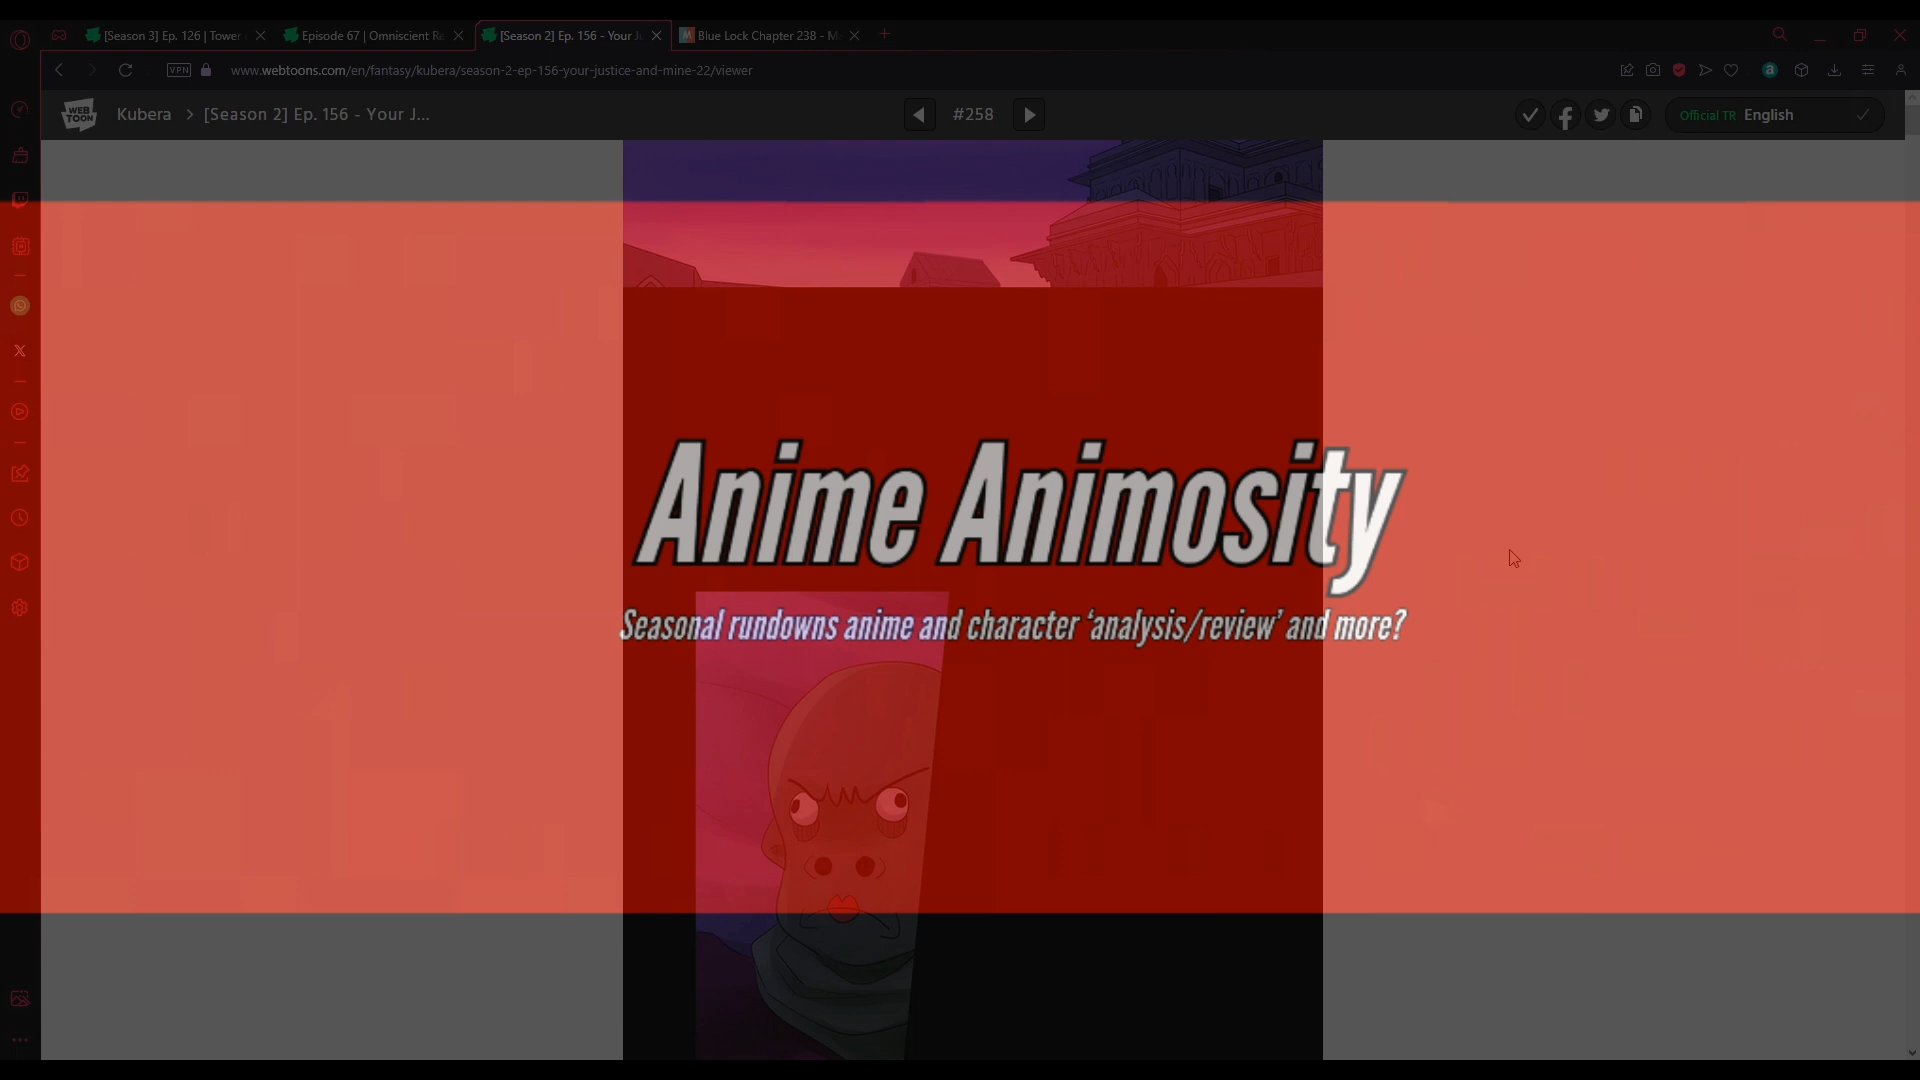 [Season 3] Ep. 126 | Tower
Episode 67 | Omniscient Re
[Season 2] Ep. 156 - Your J
Blue Lock Chapter 238 - M
VPN
www.webtoons.com/en/fantasy/kubera/season-2-ep-156-your-justice-and-mine-22/viewer
WEB
TOON
Kubera > [Season 2] Ep. 156 - Your J...
#258
Official TR English
Anime Animosity
Seasonal rundowns anime and character ‘analysis/review’ and more?